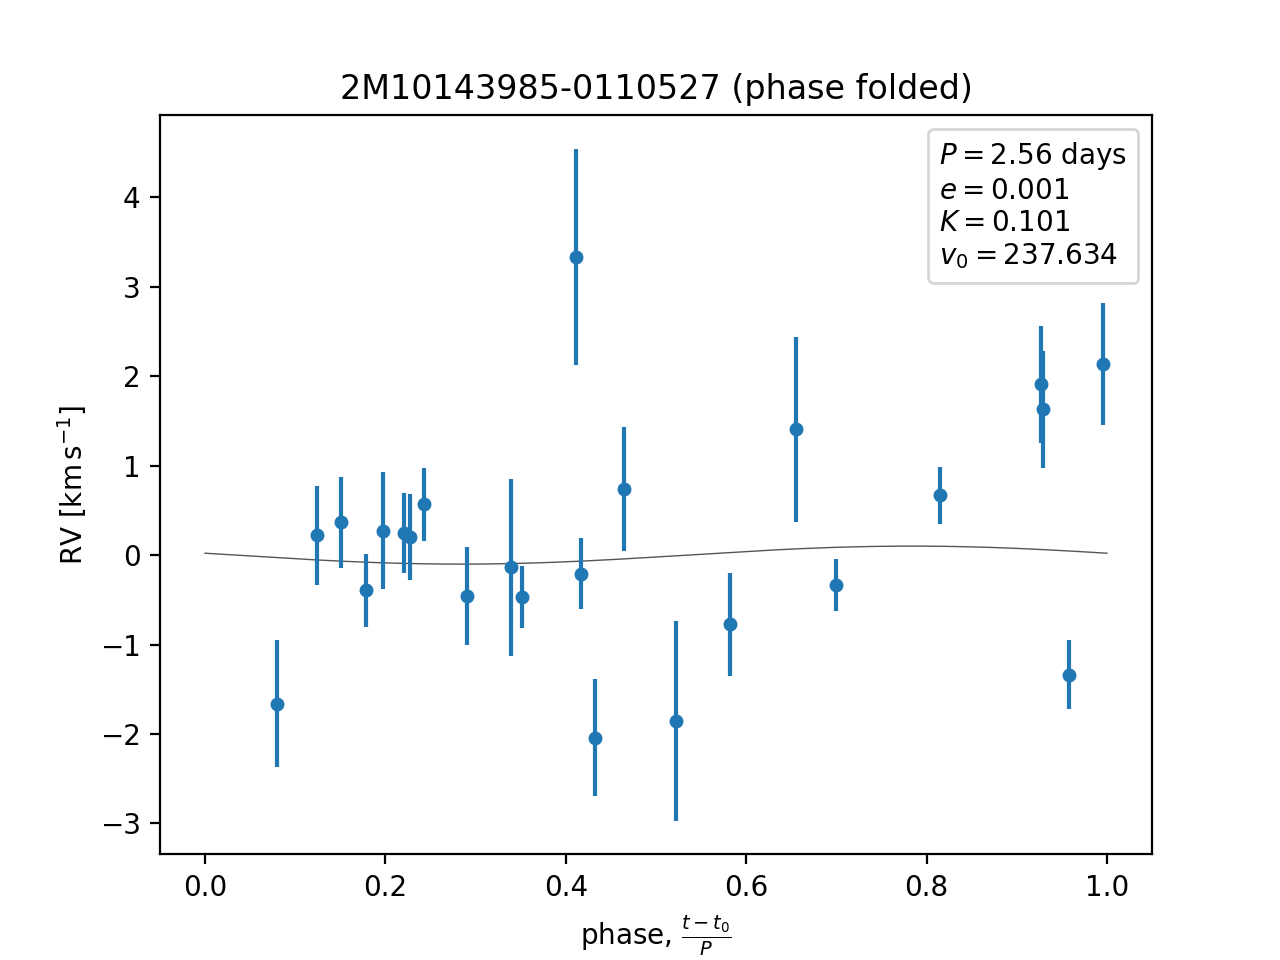 2M10143985-0110527 (phase folded)
P = 2.56 days
e = 0.001
K = 0.101
v₀ = 237.634
4
3
2
1
0
−1
−2
−3
RV [km s⁻¹]
0.0 0.2 0.4 0.6 0.8 1.0
phase, (t − t₀)/P